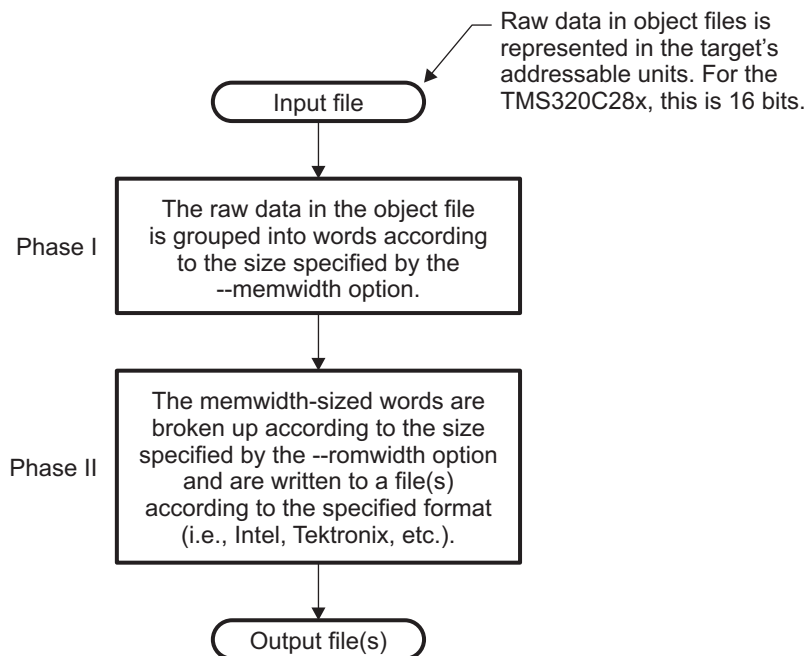 Raw data in object files is
represented in the target's
addressable units. For the
TMS320C28x, this is 16 bits.
Input file
Phase I
The raw data in the object file
is grouped into words according
to the size specified by the
--memwidth option.
Phase II
The memwidth-sized words are
broken up according to the size
specified by the --romwidth option
and are written to a file(s)
according to the specified format
(i.e., Intel, Tektronix, etc.).
Output file(s)